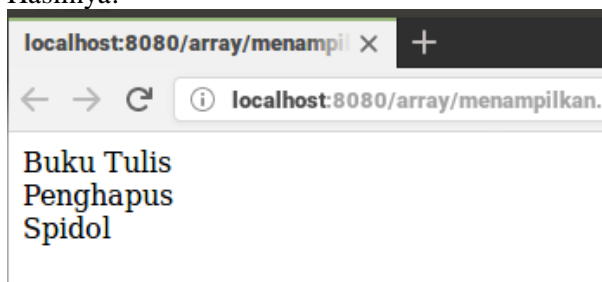 Hasilnya:
localhost:8080/array/menampil
localhost:8080/array/menampilkan.
Buku Tulis
Penghapus
Spidol